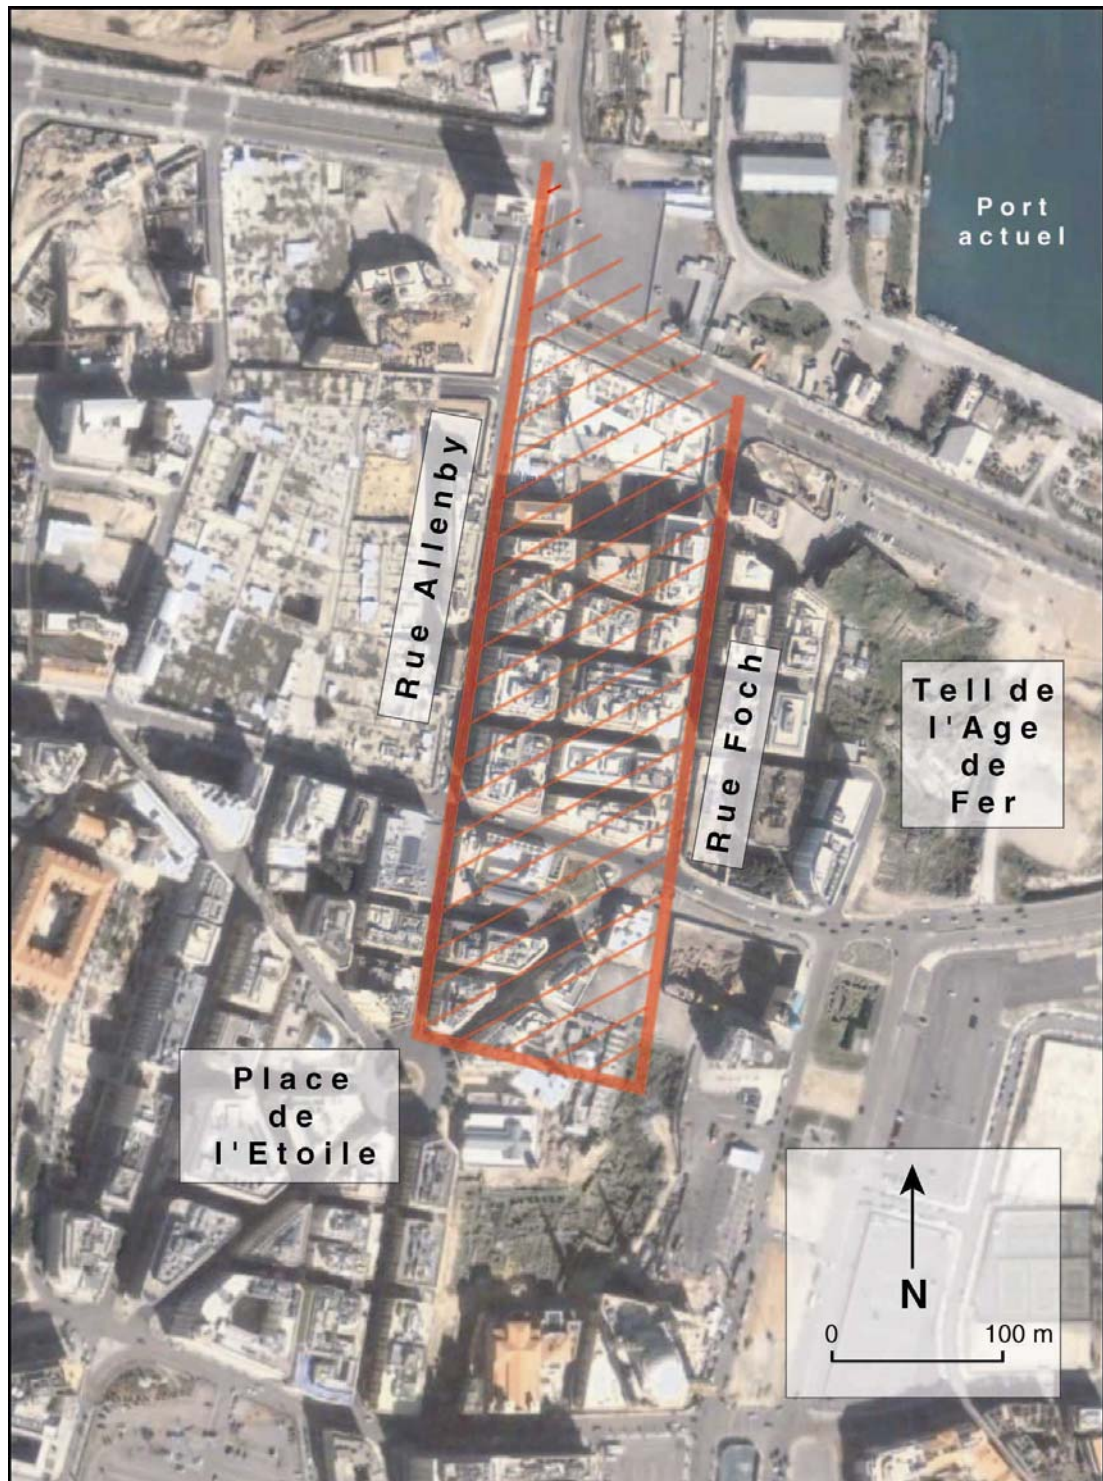 Port
actuel
Rue Allenby
Rue Foch
Tell de
l'Age
de
Fer
Place
de
l'Etoile
N
0 100 m